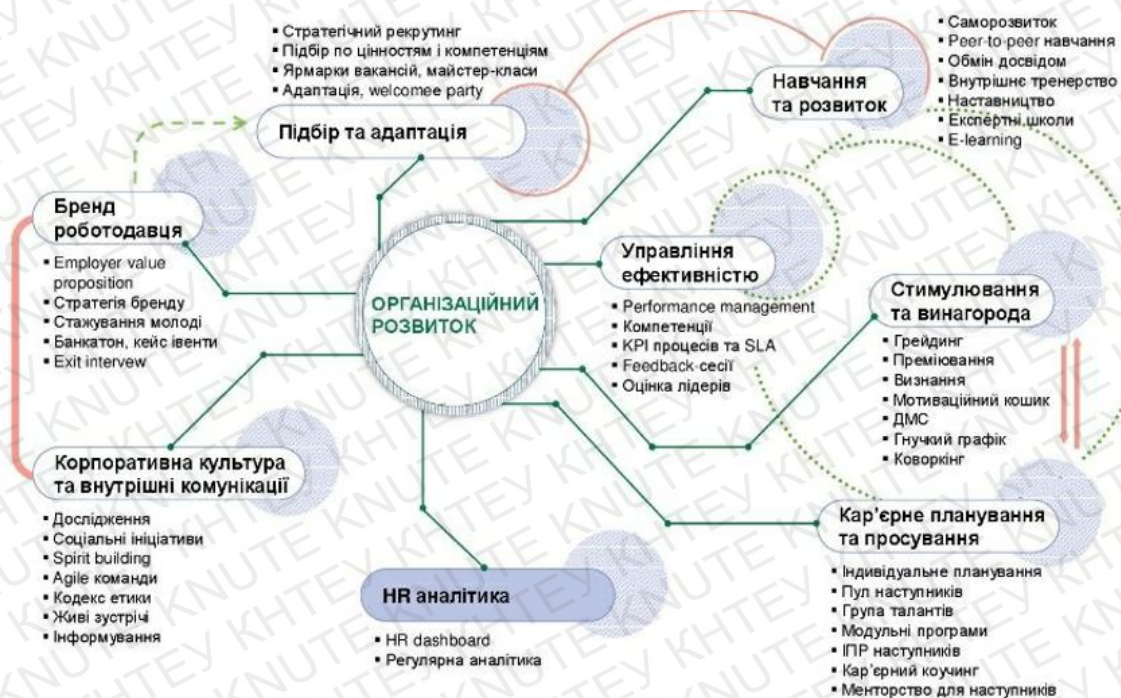 ▪ Стратегічний рекрутинг
▪ Підбір по цінностям і компетенціям
▪ Ярмарки вакансій, майстер-класи
▪ Адаптація, welcomee party
Підбір та адаптація
Навчання
та розвиток
▪ Саморозвиток
▪ Peer-to-peer навчання
▪ Обмін досвідом
▪ Внутрішнє тренерство
▪ Наставництво
▪ Експертні школи
▪ E-learning
Бренд
роботодавця
▪ Employer value
proposition
▪ Стратегія бренду
▪ Стажування молоді
▪ Банкатон, кейс івенти
▪ Exit intervew
ОРГАНІЗАЦІЙНИЙ
РОЗВИТОК
Управління
ефективністю
▪ Performance management
▪ Компетенції
▪ KPI процесів та SLA
▪ Feedback-сесії
▪ Оцінка лідерів
Стимулювання
та винагорода
▪ Грейдинг
▪ Преміювання
▪ Визнання
▪ Мотиваційний кошик
▪ ДМС
▪ Гнучкий графік
▪ Коворкінг
Корпоративна культура
та внутрішні комунікації
▪ Дослідження
▪ Соціальні ініціативи
▪ Spirit building
▪ Agile команди
▪ Кодекс етики
▪ Живі зустрічі
▪ Інформування
HR аналітика
▪ HR dashboard
▪ Регулярна аналітика
Кар’єрне планування
та просування
▪ Індивідуальне планування
▪ Пул наступників
▪ Група талантів
▪ Модульні програми
▪ ІПР наступників
▪ Кар’єрний коучинг
▪ Менторство для наступників
KNUTE КНТЕУ